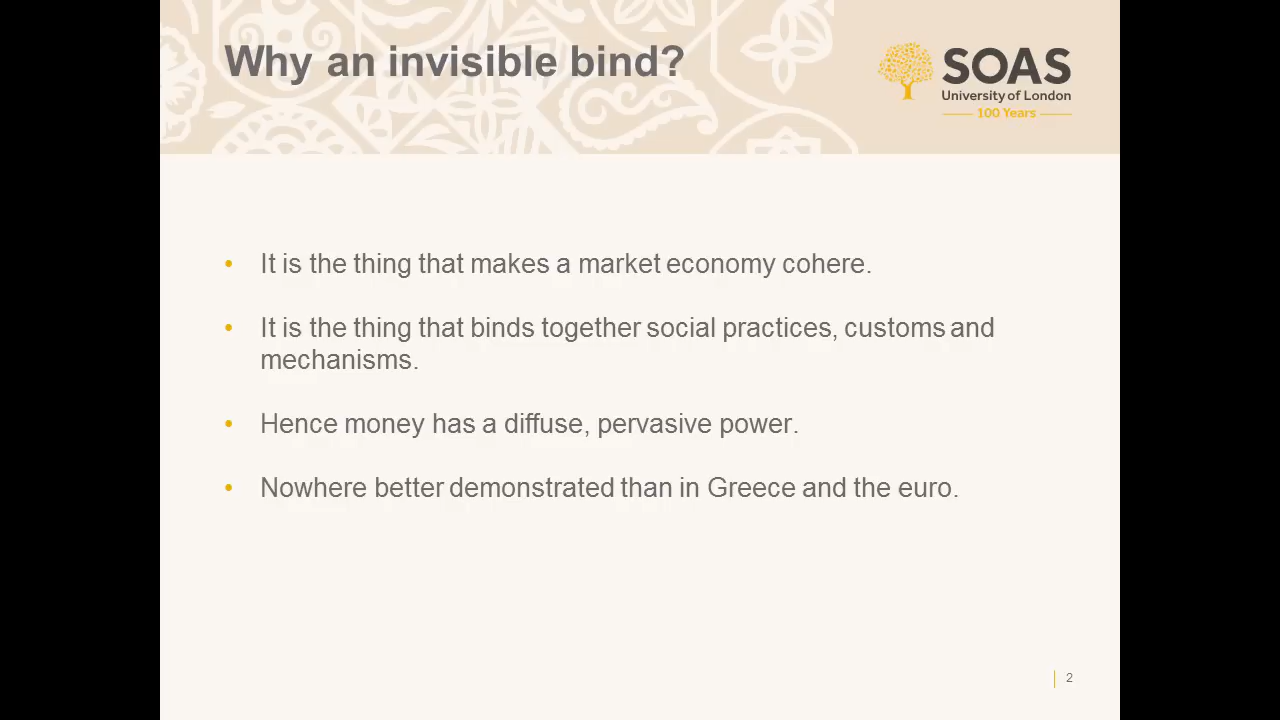 Why an invisible bind?
SOAS
University of London
100 Years
• It is the thing that makes a market economy cohere.
• It is the thing that binds together social practices, customs and
mechanisms.
• Hence money has a diffuse, pervasive power.
• Nowhere better demonstrated than in Greece and the euro.
2